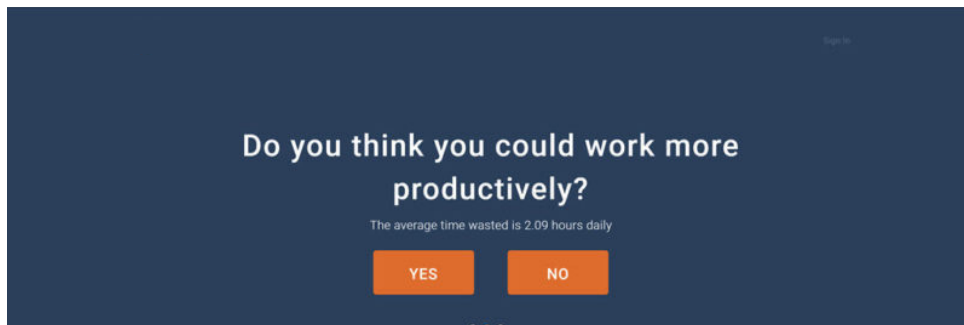 Sign In
Do you think you could work more
productively?
The average time wasted is 2.09 hours daily
YES
NO